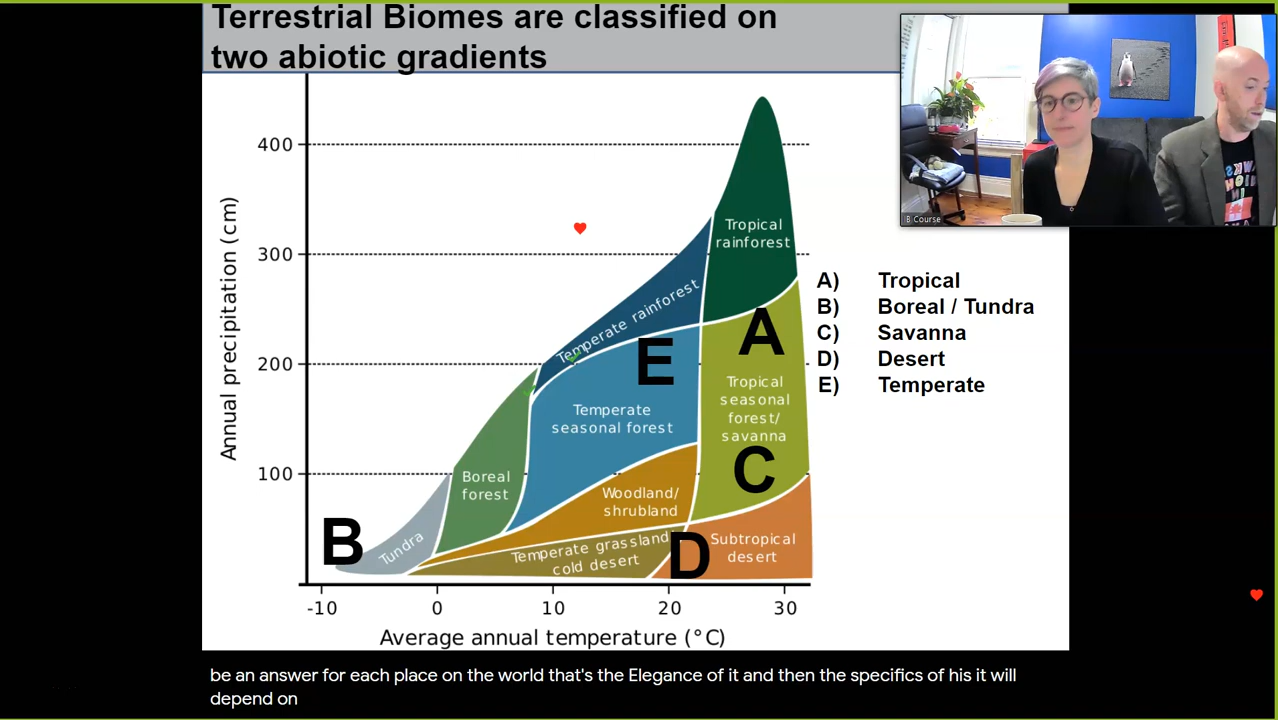 Terrestrial Biomes are classified on
two abiotic gradients
B Course
400
300
200
100
Annual precipitation (cm)
Tropical
rainforest
Temperate rainforest
A
E
Tropical
seasonal
forest/
savanna
Temperate
seasonal forest
C
Boreal
forest
Woodland/
shrubland
B
Tundra
Temperate grassland/
cold desert
D
Subtropical
desert
-10 0 10 20 30
Average annual temperature (°C)
A) Tropical
B) Boreal / Tundra
C) Savanna
D) Desert
E) Temperate
be an answer for each place on the world that's the Elegance of it and then the specifics of his it will
depend on